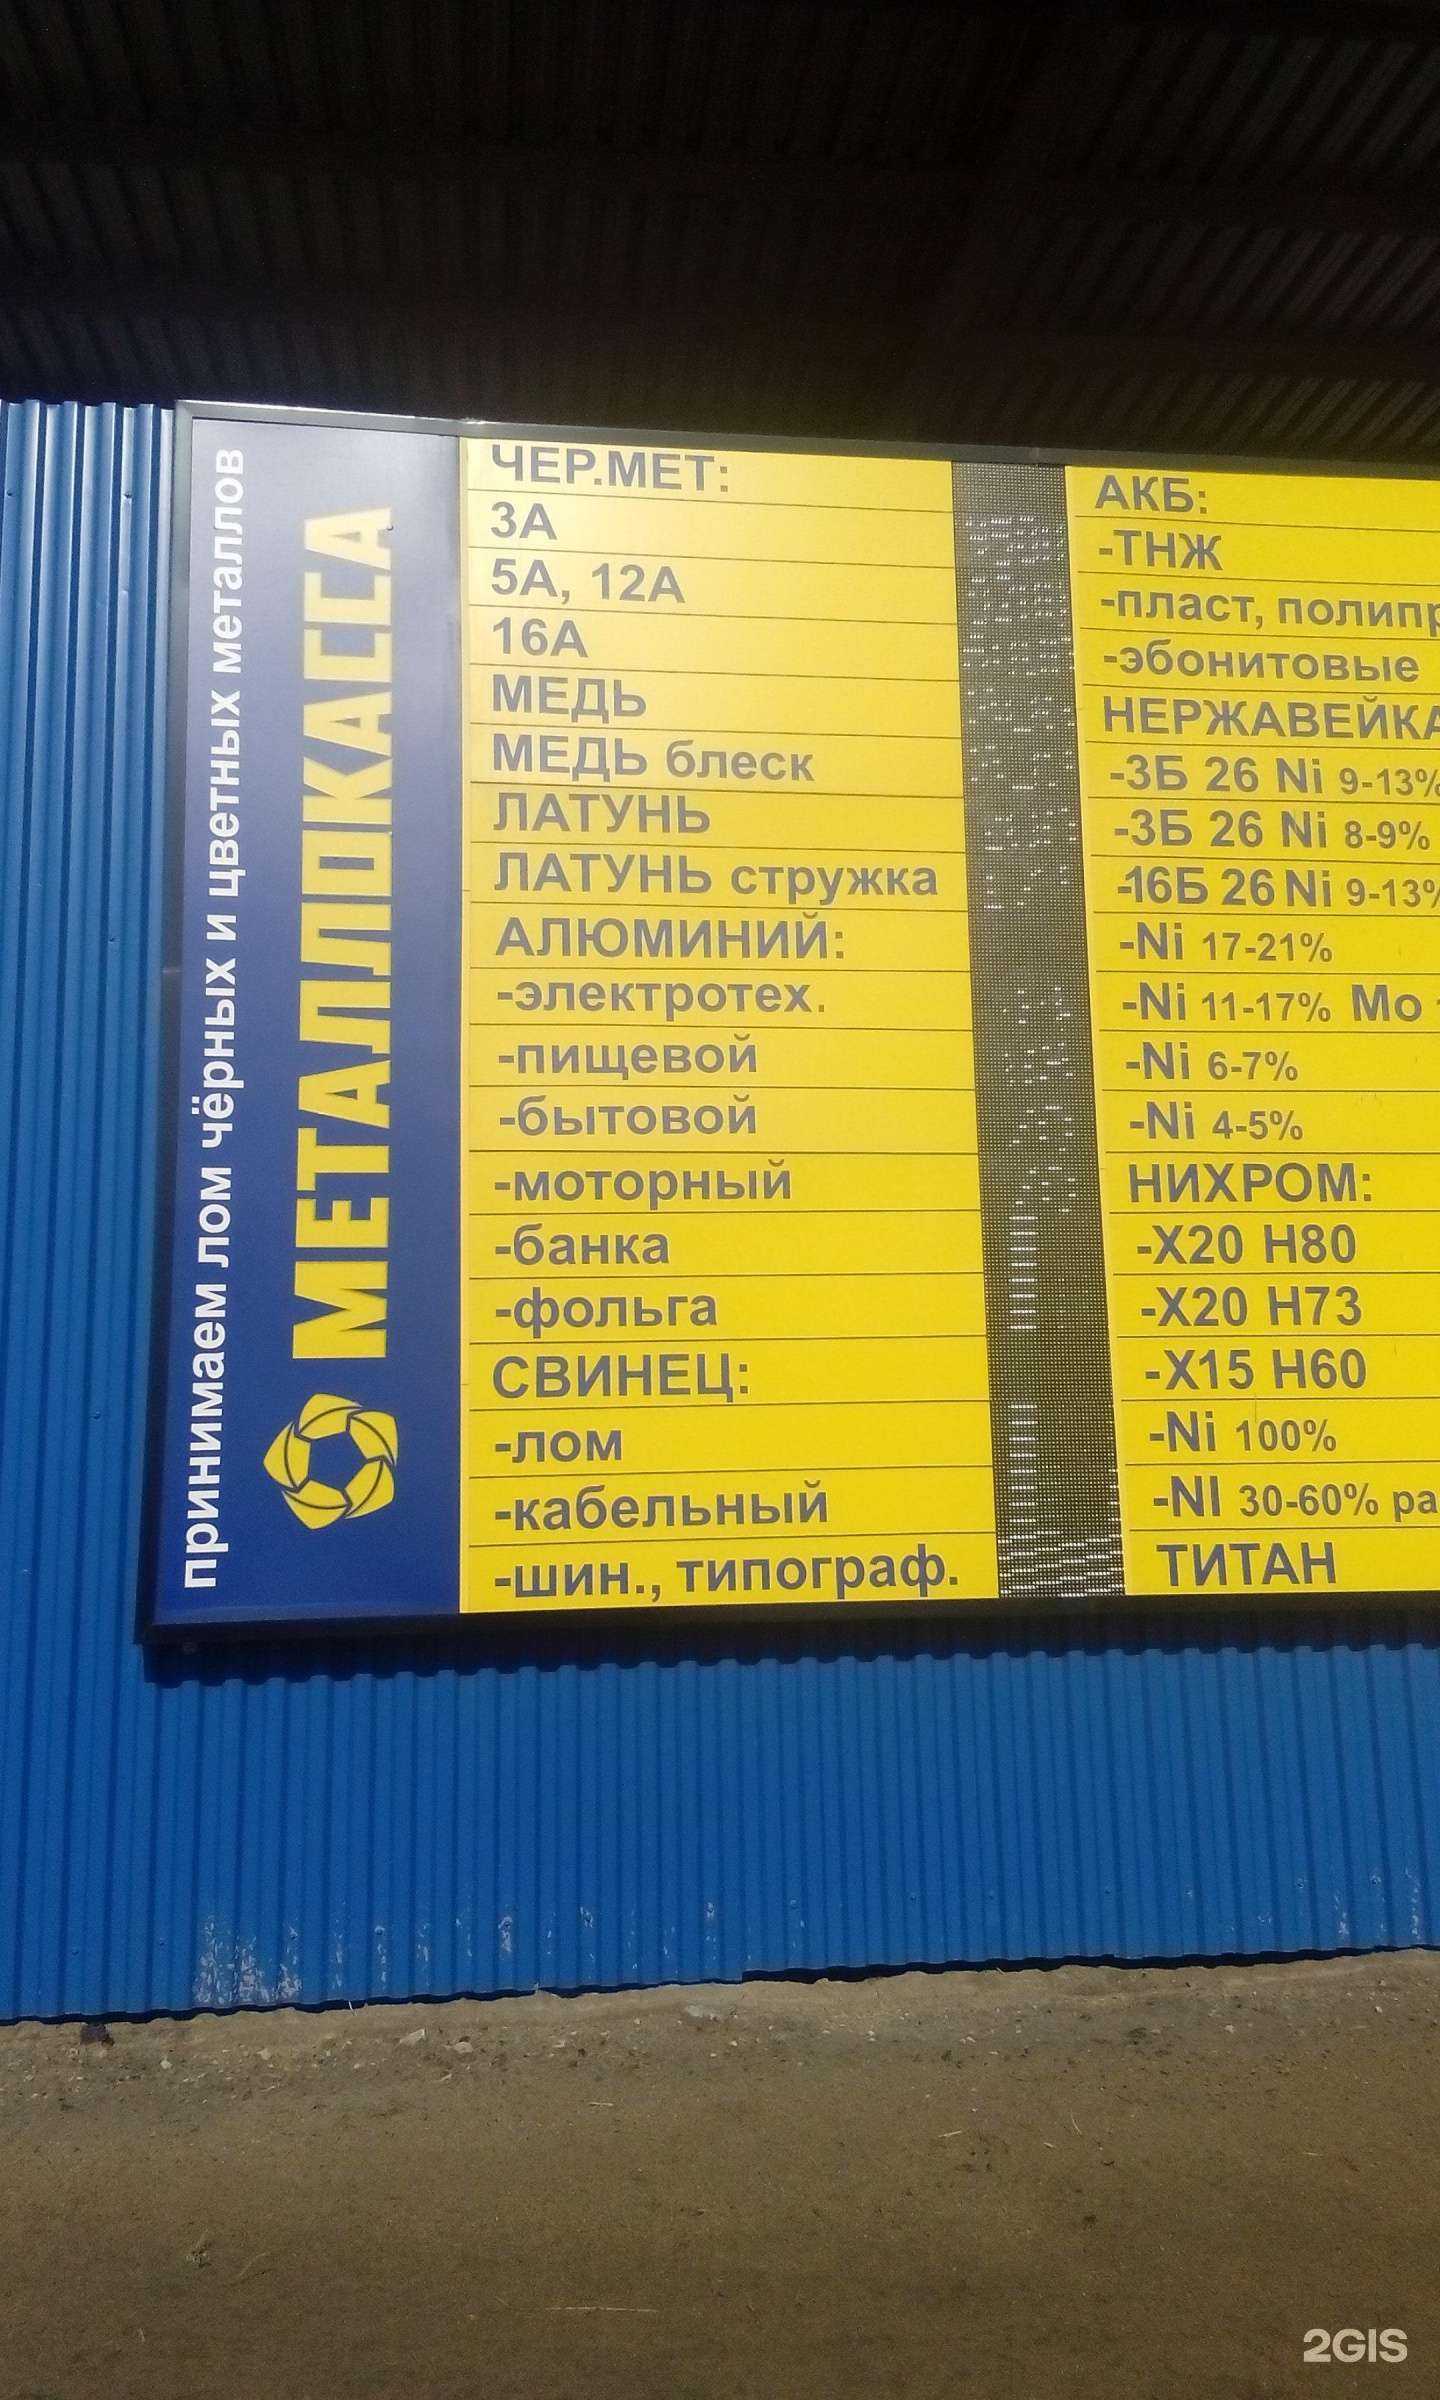 принимаем лом чёрных и цветных металлов
МЕТАЛЛОКАССА
ЧЕР.МЕТ:
3А
5А, 12А
16А
МЕДЬ
МЕДЬ блеск
ЛАТУНЬ
ЛАТУНЬ стружка
АЛЮМИНИЙ:
-электротех.
-пищевой
-бытовой
-моторный
-банка
-фольга
СВИНЕЦ:
-лом
-кабельный
-шин., типограф.
АКБ:
-ТНЖ
-пласт, полипр
-эбонитовые
НЕРЖАВЕЙКА
-3Б 26 Ni 9-13%
-3Б 26 Ni 8-9%
-16Б 26 Ni 9-13%
-Ni 17-21%
-Ni 11-17% Мо
-Ni 6-7%
-Ni 4-5%
НИХРОМ:
-Х20 Н80
-Х20 Н73
-Х15 Н60
-Ni 100%
-NI 30-60% ра
ТИТАН
2GIS